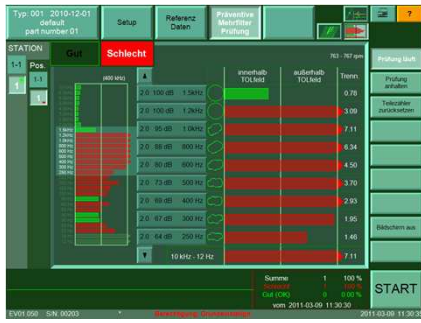 Typ: 001 2010-12-01
default
part number 01
Setup
Referenz
Daten
Präventive
Mehrfilter
Prüfung
?
STATION
Gut
Schlecht
763 - 767 rpm
Prüfung läuft
1-1
Pos.
1
1-1
1
(400 kHz)
innerhalb
TOLfeld
außerhalb
TOLfeld
Trenn
Prüfung
anhalten
Teilezähler
zurücksetzen
2.0 100 dB 1.5kHz
0.76
2.0 100 dB 1.2kHz
3.09
2.0 95 dB 1.0kHz
7.11
2.0 88 dB 800 Hz
6.34
2.0 80 dB 600 Hz
4.50
2.0 73 dB 500 Hz
3.70
2.0 69 dB 400 Hz
2.93
2.0 67 dB 300 Hz
1.95
2.0 64 dB 250 Hz
1.46
10 kHz - 12 Hz
7.11
Bildschirm aus
Summe 1 100 %
Schlecht 1 100 %
Gut (OK) 0 0.00 %
vom 2011-03-09 11:30:30
START
EV01.050 S/N: 00203 *
2011-03-09 11:30:35